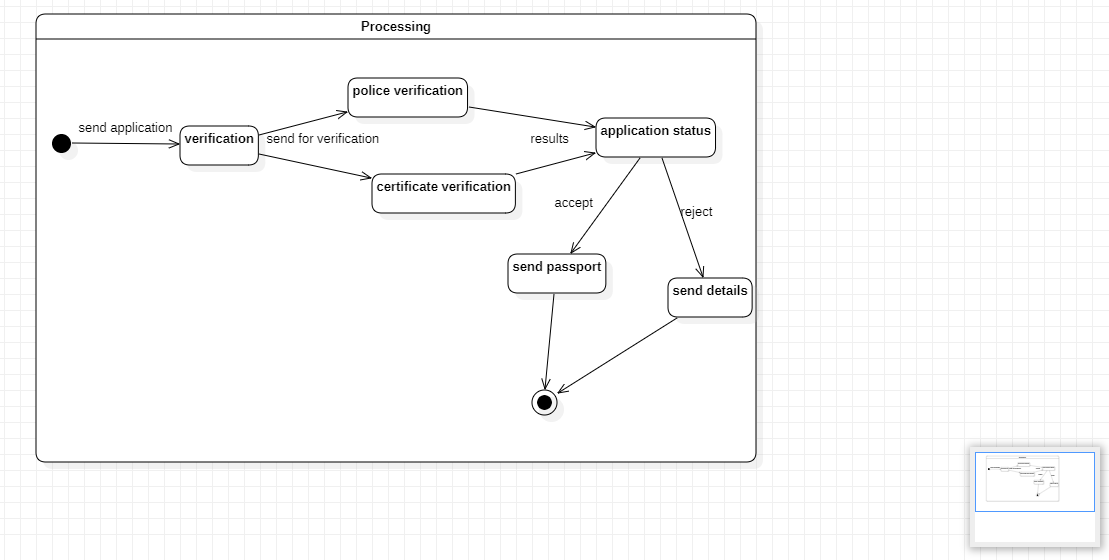 Processing
police verification
send application
verification
send for verification
results
application status
certificate verification
accept
reject
send passport
send details